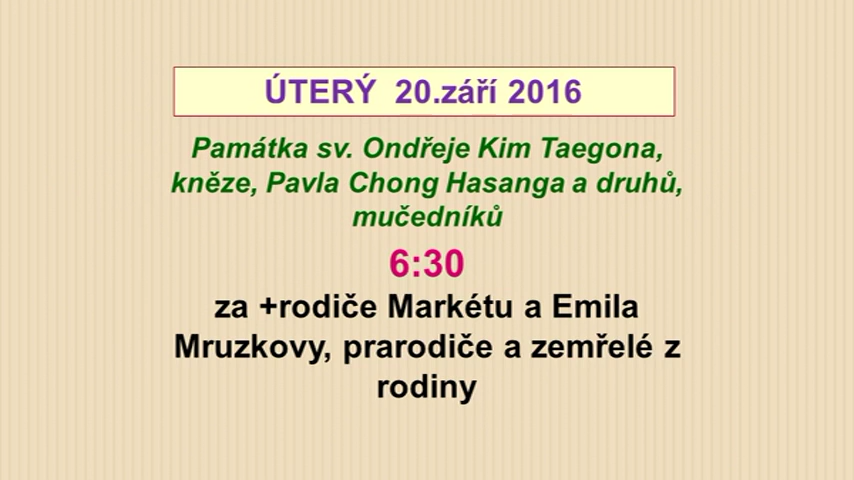 ÚTERÝ 20.září 2016
Památka sv. Ondřeje Kim Taegona,
kněze, Pavla Chong Hasanga a druhů,
mučedníků
6:30
za +rodiče Markétu a Emila
Mruzkovy, prarodiče a zemřelé z
rodiny